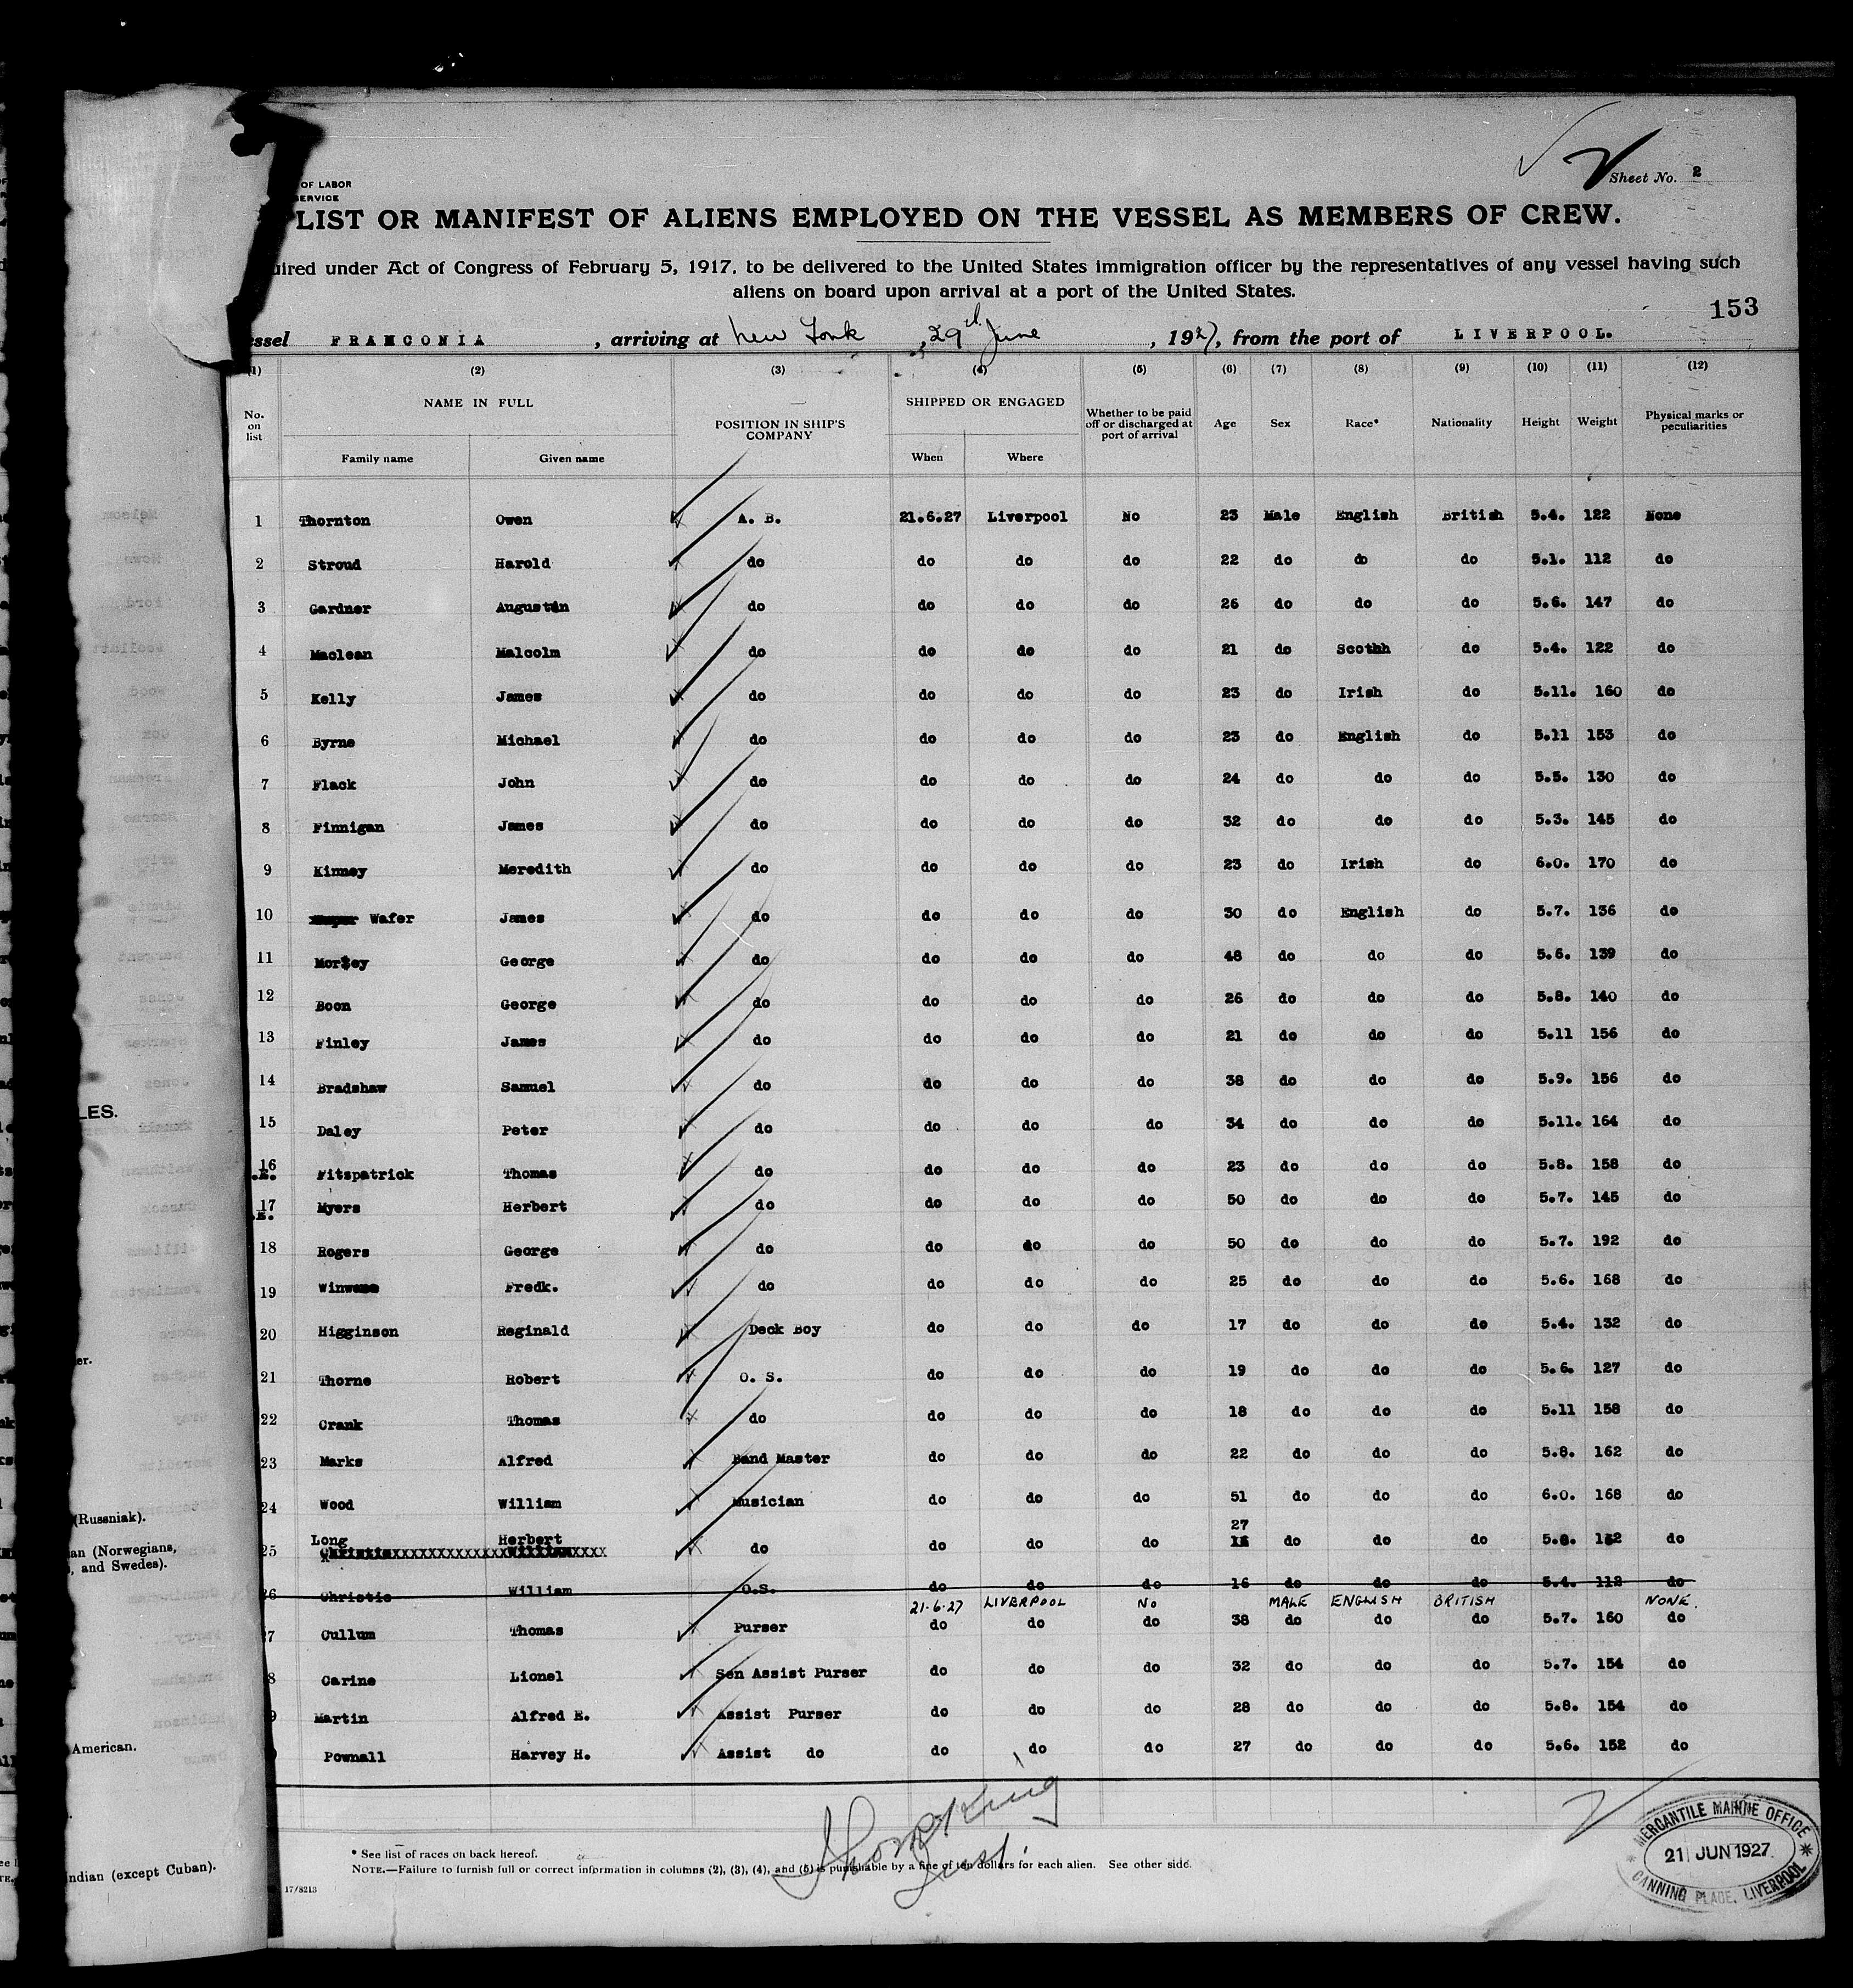 OF LABOR
SERVICE
Sheet No. 2
LIST OR MANIFEST OF ALIENS EMPLOYED ON THE VESSEL AS MEMBERS OF CREW.
uired under Act of Congress of February 5, 1917, to be delivered to the United States immigration officer by the representatives of any vessel having such
aliens on board upon arrival at a port of the United States.
153
essel FRANCONIA, arriving at New York, 29th June, 1927, from the port of LIVERPOOL.
(1) (2) (3) (4) (5) (6) (7) (8) (9) (10) (11) (12)
No. on list NAME IN FULL Family name Given name POSITION IN SHIP'S COMPANY SHIPPED OR ENGAGED When Where Whether to be paid off or discharged at port of arrival Age Sex Race* Nationality Height Weight Physical marks or peculiarities
1 Thornton Owen A. B. 21.6.27 Liverpool No 23 Male English British 5.4. 122 None
2 Stroud Harold do do do do 22 do do do 5.1. 112 do
3 Gardner Augustin do do do do 26 do do do 5.6. 147 do
4 Maclean Malcolm do do do do 21 do Scothh do 5.4. 122 do
5 Kelly James do do do do 23 do Irish do 5.11. 160 do
6 Byrne Michael do do do do 23 do English do 5.11 153 do
7 Flack John do do do do 24 do do do 5.5. 130 do
8 Finnigan James do do do do 32 do do do 5.3. 145 do
9 Kinney Meredith do do do do 23 do Irish do 6.0. 170 do
10 Wafer James do do do do 30 do English do 5.7. 136 do
11 George do do do do 48 do do do 5.6. 139 do
12 Boon George do do do do 26 do do do 5.8. 140 do
13 Finley James do do do do 21 do do do 5.11 156 do
14 Bradshaw Samuel do do do do 38 do do do 5.9. 156 do
15 Daley Peter do do do do 34 do do do 5.11. 164 do
16 Fitspatrick Thomas do do do do 23 do do do 5.8. 158 do
.E.
17 Myers Herbert do do do do 50 do do do 5.7. 145 do
.E.
18 Rogers George do do do do 50 do do do 5.7. 192 do
19 Fredk. do do do do 25 do do do 5.6. 168 do
20 Higginson Reginald Deck Boy do do do 17 do do do 5.4. 132 do
21 Thorne Robert O. S. do do do 19 do do do 5.6. 127 do
22 Crank Thomas do do do do 18 do do do 5.11 158 do
23 Marks Alfred Band Master do do do 22 do do do 5.8. 162 do
24 Wood William Musician do do do 51 do do do 6.0. 168 do
Long Herbert 27
25 Christie William do do do do do do do 5.8. do
26 Christie William O.S. do do do 16 do do do 5.4. 112 do
21.6.27 LIVERPOOL No MALE ENGLISH BRITISH NONE.
7 Cullum Thomas Purser do do do 38 do do do 5.7. 160 do
8 Carine Lionel Sen Assist Purser do do do 32 do do do 5.7. 154 do
9 Martin Alfred E. Assist Purser do do do 28 do do do 5.8. 154 do
Pownall Harvey H. Assist do do do do 27 do do do 5.6. 152 do
* See list of races on back hereof.
NOTE.—Failure to furnish full or correct information in columns (2), (3), (4), and (5) is punishable by a fine of ten dollars for each alien. See other side.
17/8213
MERCANTILE MARINE OFFICE
21 JUN 1927
CANNING PLACE, LIVERPOOL
LES.
er.
(Russniak).
an (Norwegians,
, and Swedes).
American.
ndian (except Cuban).